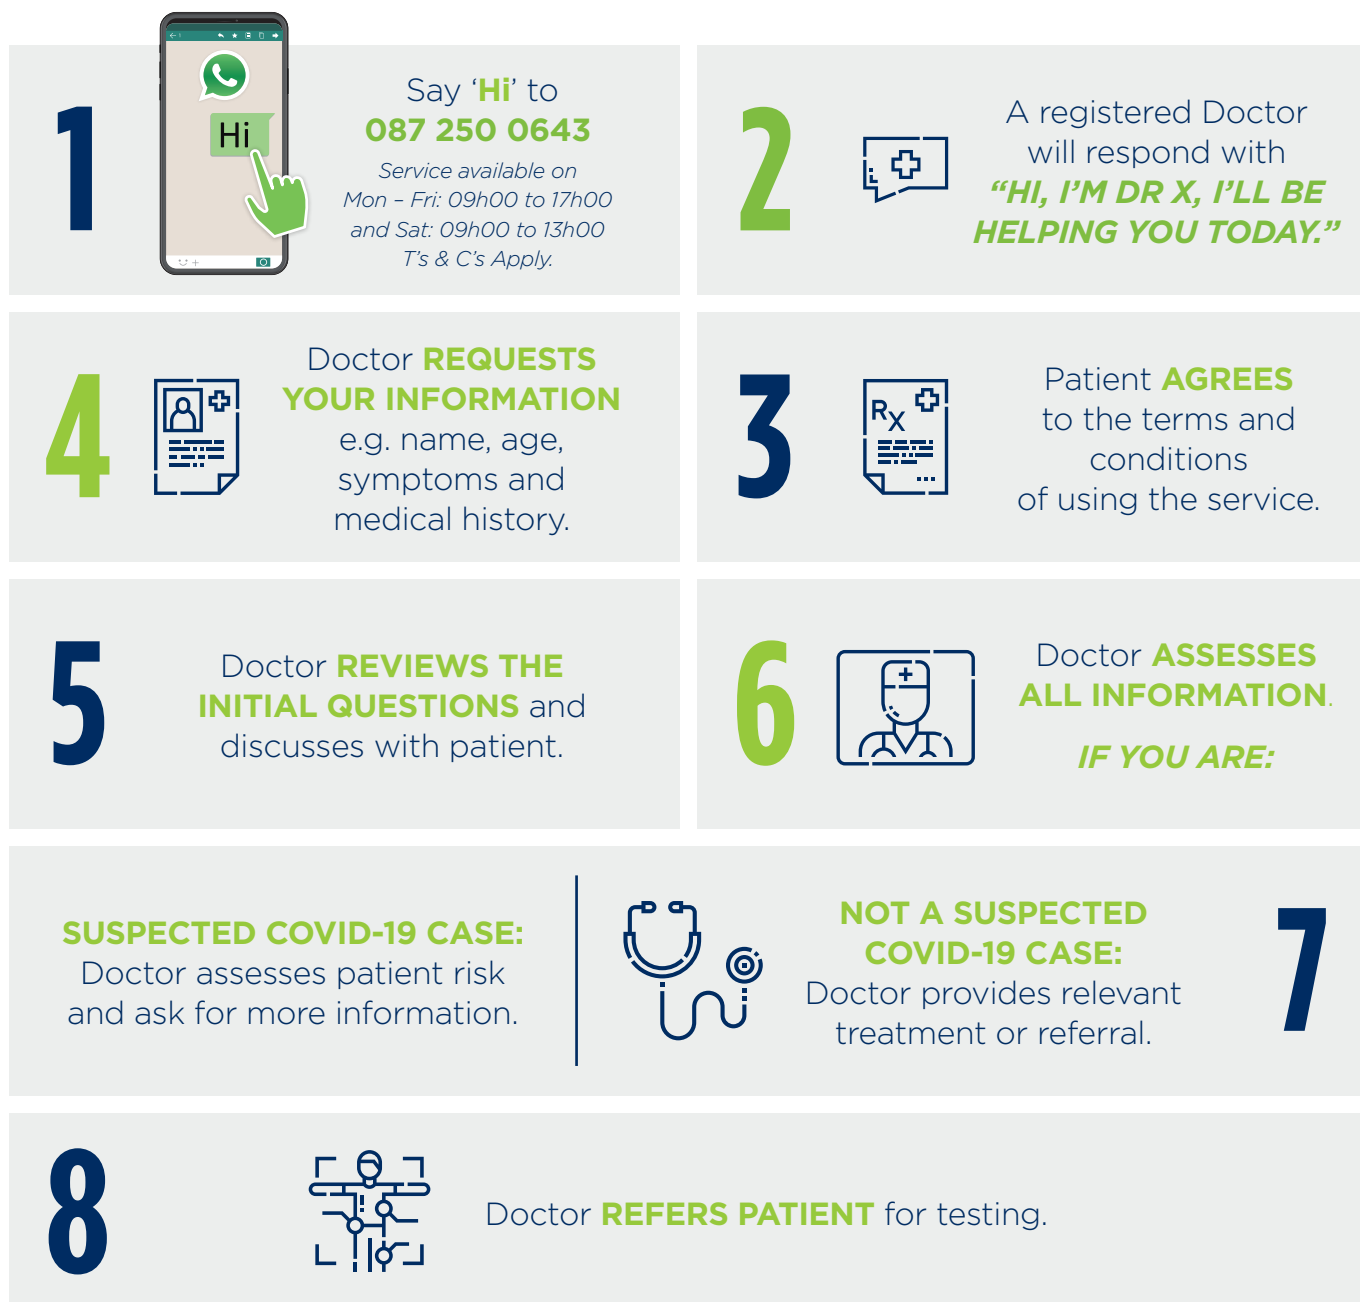 1
Hi
Say ‘Hi’ to
087 250 0643
Service available on
Mon – Fri: 09h00 to 17h00
and Sat: 09h00 to 13h00
T's & C's Apply.
2
A registered Doctor
will respond with
“HI, I’M DR X, I’LL BE
HELPING YOU TODAY.”
3
Rx
Patient AGREES
to the terms and
conditions
of using the service.
4
Doctor REQUESTS
YOUR INFORMATION
e.g. name, age,
symptoms and
medical history.
5
Doctor REVIEWS THE
INITIAL QUESTIONS and
discusses with patient.
6
Doctor ASSESSES
ALL INFORMATION.
IF YOU ARE:
SUSPECTED COVID-19 CASE:
Doctor assesses patient risk
and ask for more information.
NOT A SUSPECTED
COVID-19 CASE:
Doctor provides relevant
treatment or referral.
7
8
Doctor REFERS PATIENT for testing.